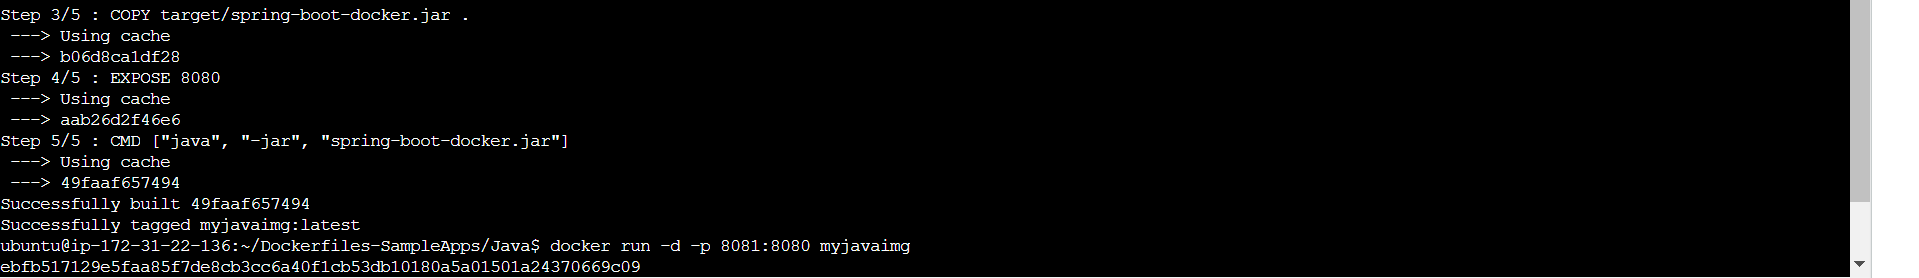 Step 3/5 : COPY target/spring-boot-docker.jar .
 ---> Using cache
 ---> b06d8ca1df28
Step 4/5 : EXPOSE 8080
 ---> Using cache
 ---> aab26d2f46e6
Step 5/5 : CMD ["java", "-jar", "spring-boot-docker.jar"]
 ---> Using cache
 ---> 49faaf657494
Successfully built 49faaf657494
Successfully tagged myjavaimg:latest
ubuntu@ip-172-31-22-136:~/Dockerfiles-SampleApps/Java$ docker run -d -p 8081:8080 myjavaimg
ebfb517129e5faa85f7de8cb3cc6a40f1cb53db10180a5a01501a24370669c09